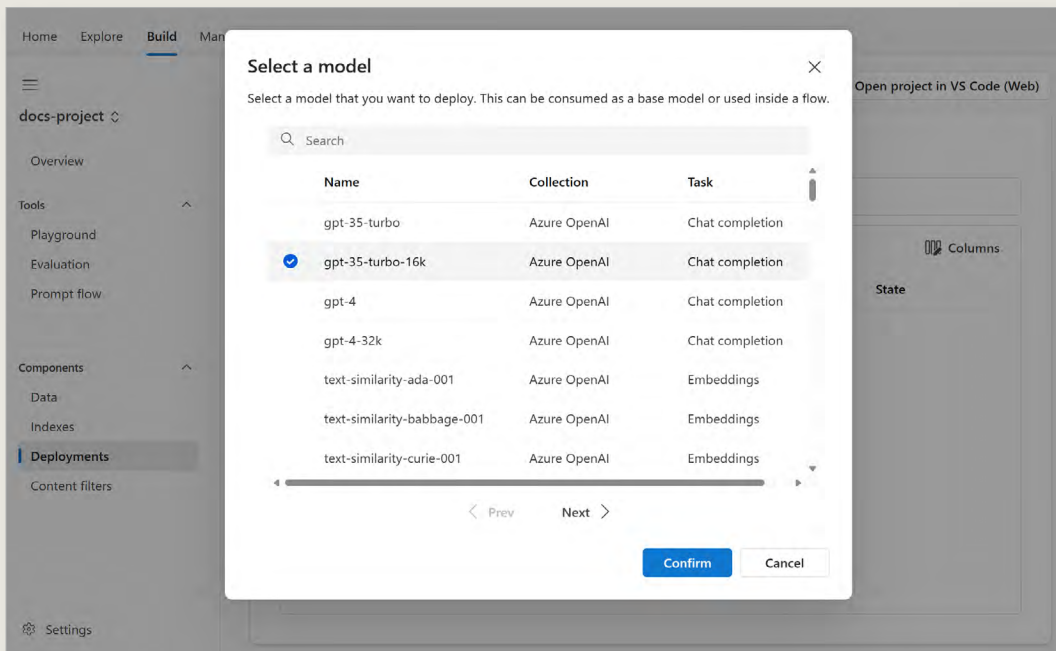 Home Explore Build Man
docs-project
Overview
Tools
Playground
Evaluation
Prompt flow
Components
Data
Indexes
Deployments
Content filters
Settings
Select a model
Select a model that you want to deploy. This can be consumed as a base model or used inside a flow.
Search
Name Collection Task
gpt-35-turbo Azure OpenAI Chat completion
gpt-35-turbo-16k Azure OpenAI Chat completion
gpt-4 Azure OpenAI Chat completion
gpt-4-32k Azure OpenAI Chat completion
text-similarity-ada-001 Azure OpenAI Embeddings
text-similarity-babbage-001 Azure OpenAI Embeddings
text-similarity-curie-001 Azure OpenAI Embeddings
Prev Next
Confirm Cancel
Open project in VS Code (Web)
Columns
State